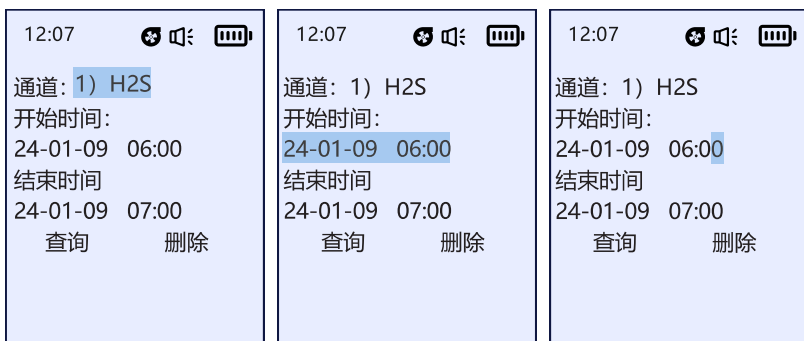 12:07
通道：1）H2S
开始时间：
24-01-09 06:00
结束时间
24-01-09 07:00
查询 删除
12:07
通道：1）H2S
开始时间：
24-01-09 06:00
结束时间
24-01-09 07:00
查询 删除
12:07
通道：1）H2S
开始时间：
24-01-09 06:00
结束时间
24-01-09 07:00
查询 删除